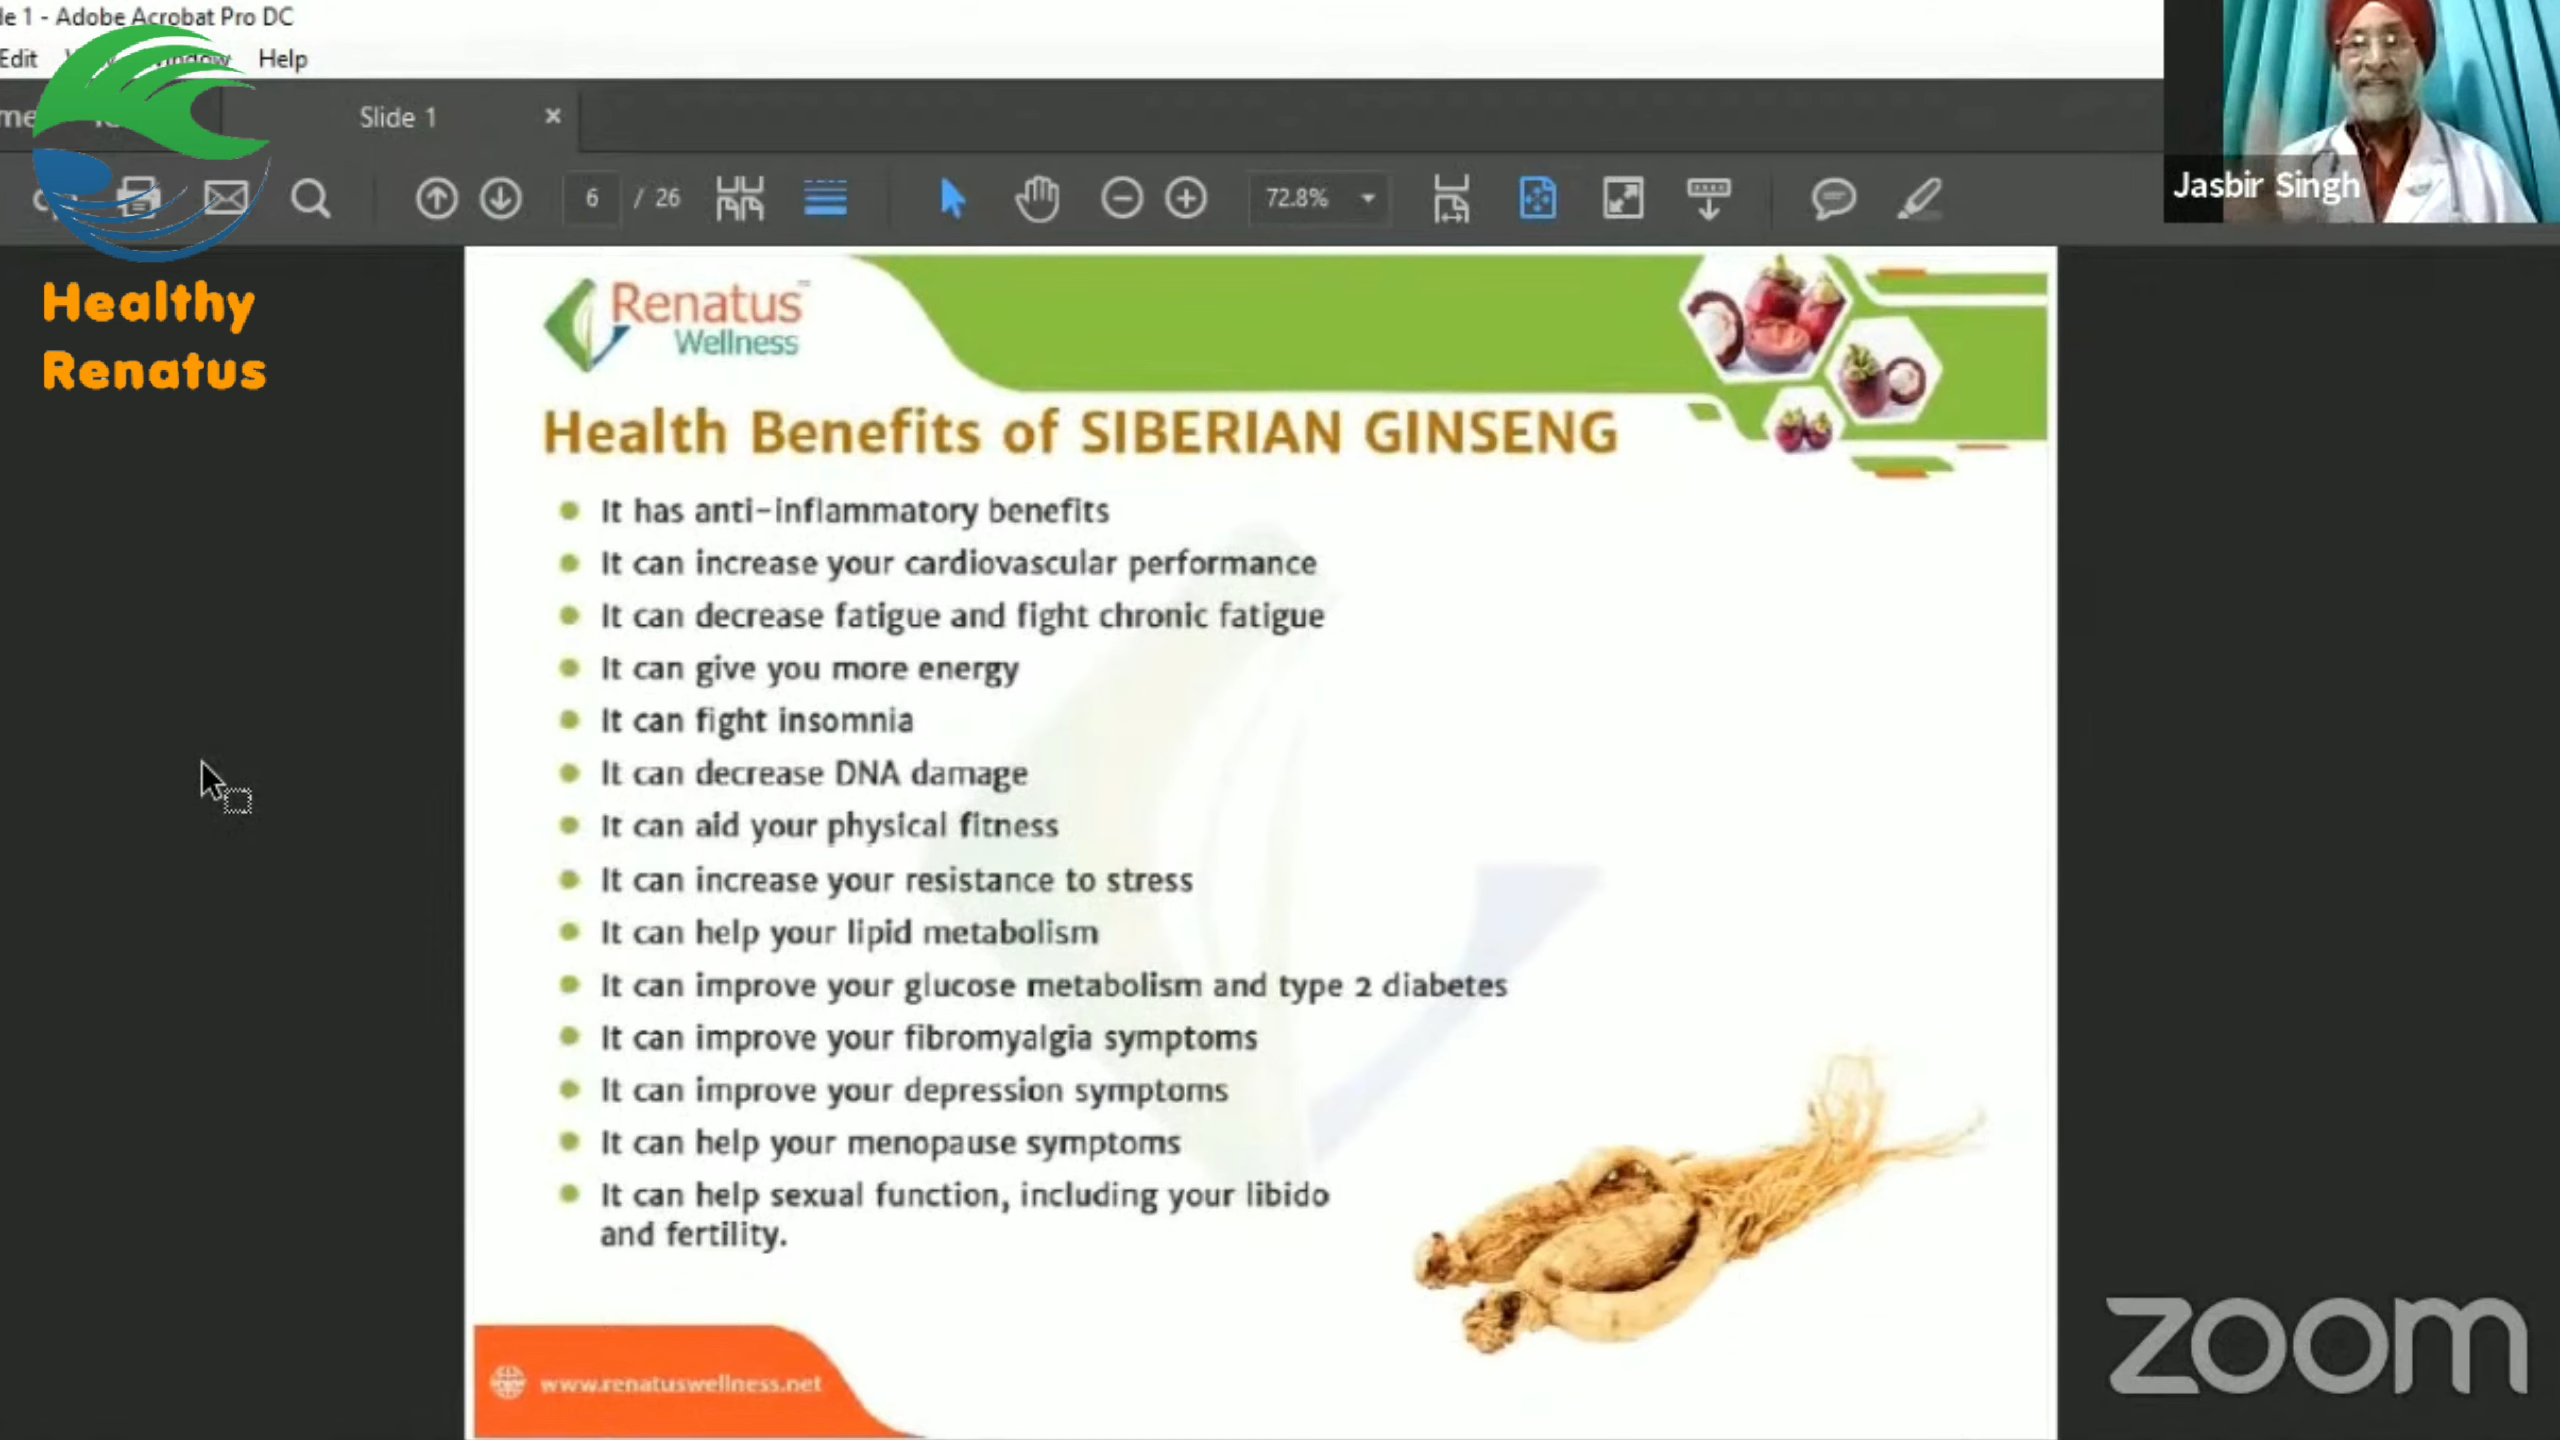 de 1 - Adobe Acrobat Pro DC
Edit Window Help
Slide 1
6 / 26 72.8%
Jasbir Singh
Healthy
Renatus
Renatus
Wellness
Health Benefits of SIBERIAN GINSENG
It has anti-inflammatory benefits
It can increase your cardiovascular performance
It can decrease fatigue and fight chronic fatigue
It can give you more energy
It can fight insomnia
It can decrease DNA damage
It can aid your physical fitness
It can increase your resistance to stress
It can help your lipid metabolism
It can improve your glucose metabolism and type 2 diabetes
It can improve your fibromyalgia symptoms
It can improve your depression symptoms
It can help your menopause symptoms
It can help sexual function, including your libido
and fertility.
www.renatuswellness.net
zoom